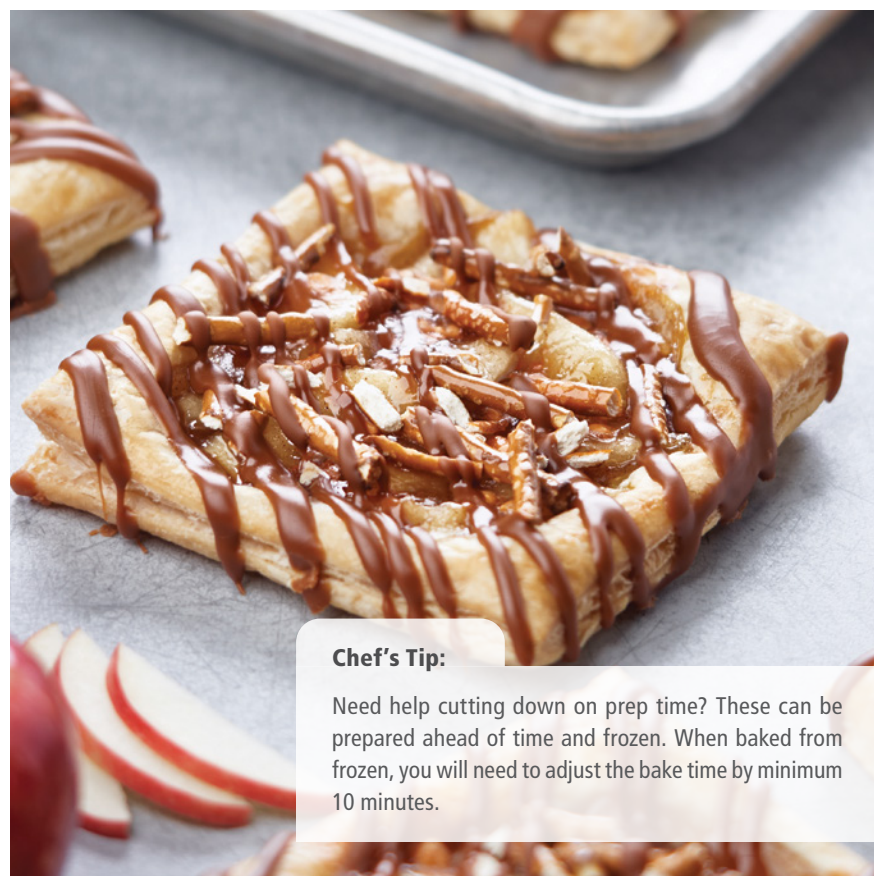 Chef’s Tip:
Need help cutting down on prep time? These can be
prepared ahead of time and frozen. When baked from
frozen, you will need to adjust the bake time by minimum
10 minutes.